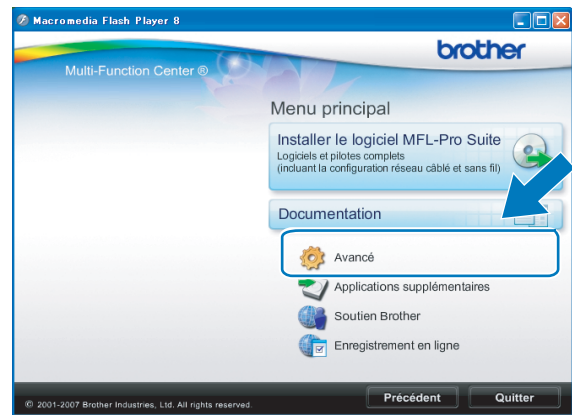 Macromedia Flash Player 8
brother
Multi-Function Center ®
Menu principal
Installer le logiciel MFL-Pro Suite
Logiciels et pilotes complets
(incluant la configuration réseau câblé et sans fil)
Documentation
Avancé
Applications supplémentaires
Soutien Brother
Enregistrement en ligne
© 2001-2007 Brother Industries, Ltd. All rights reserved.
Précédent
Quitter